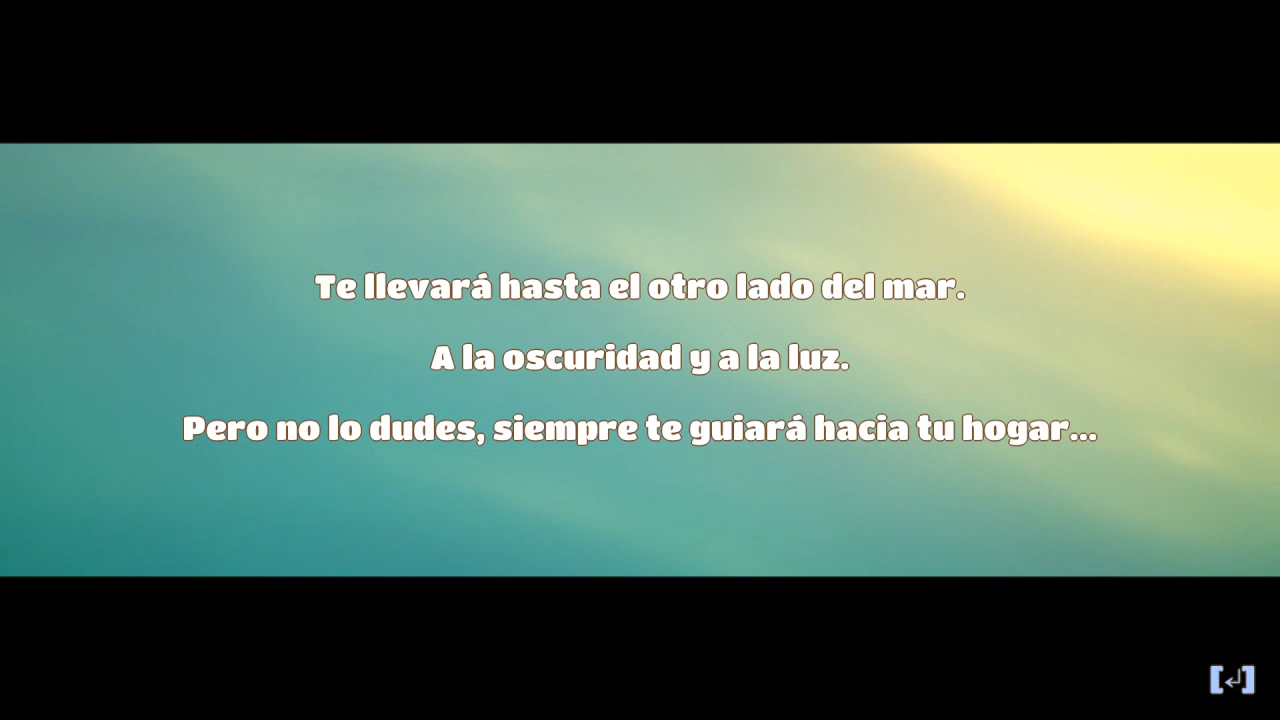 Te llevará hasta el otro lado del mar.
A la oscuridad y a la luz.
Pero no lo dudes, siempre te guiará hacia tu hogar...
[↵]